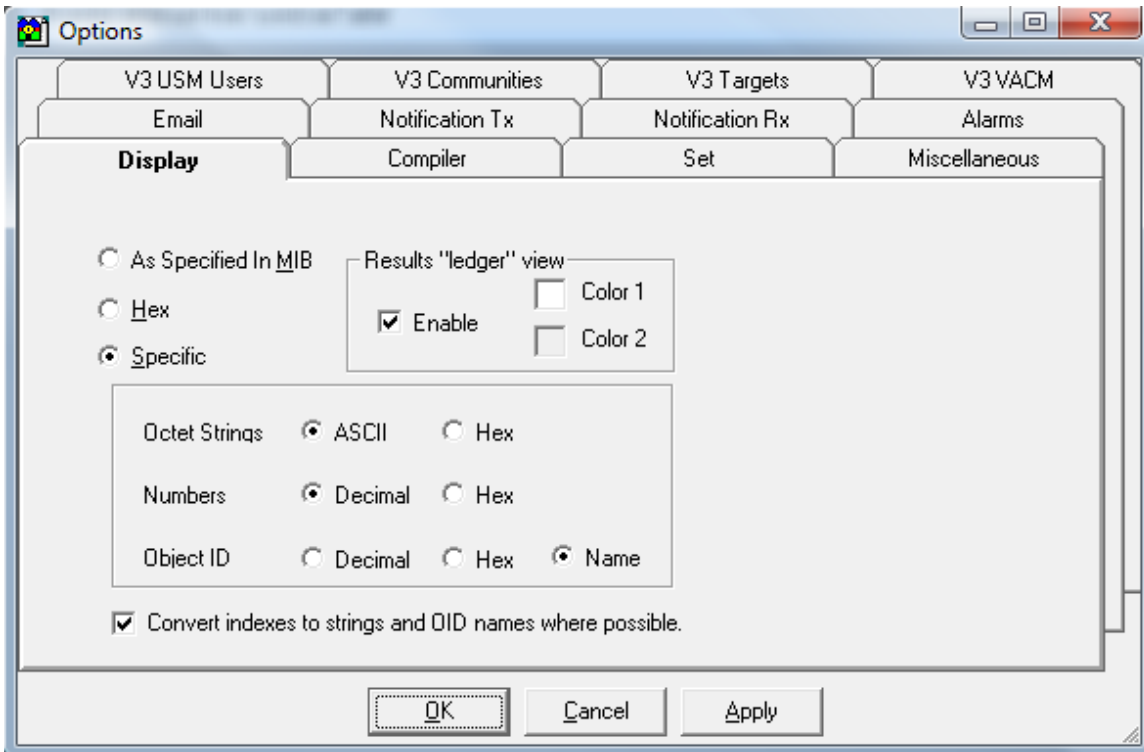 Options
V3 USM Users V3 Communities V3 Targets V3 VACM
Email Notification Tx Notification Rx Alarms
Display Compiler Set Miscellaneous
As Specified In MIB
Results "ledger" view
Color 1
Hex
Enable
Color 2
Specific
Octet Strings ASCII Hex
Numbers Decimal Hex
Object ID Decimal Hex Name
Convert indexes to strings and OID names where possible.
OK Cancel Apply